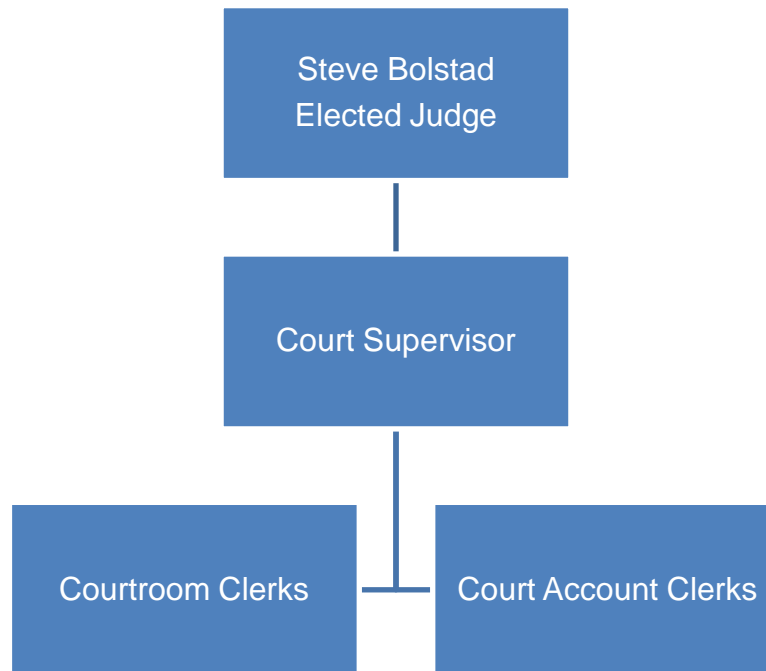 Steve Bolstad
Elected Judge
Court Supervisor
Courtroom Clerks
Court Account Clerks